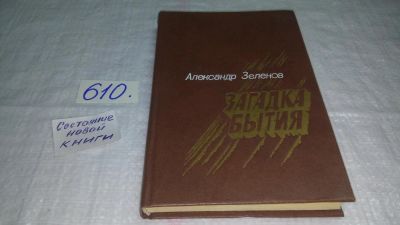 610.
Состояние
новой
книги
Александр Зеленов
ЗАГАДКА
БЫТИЯ